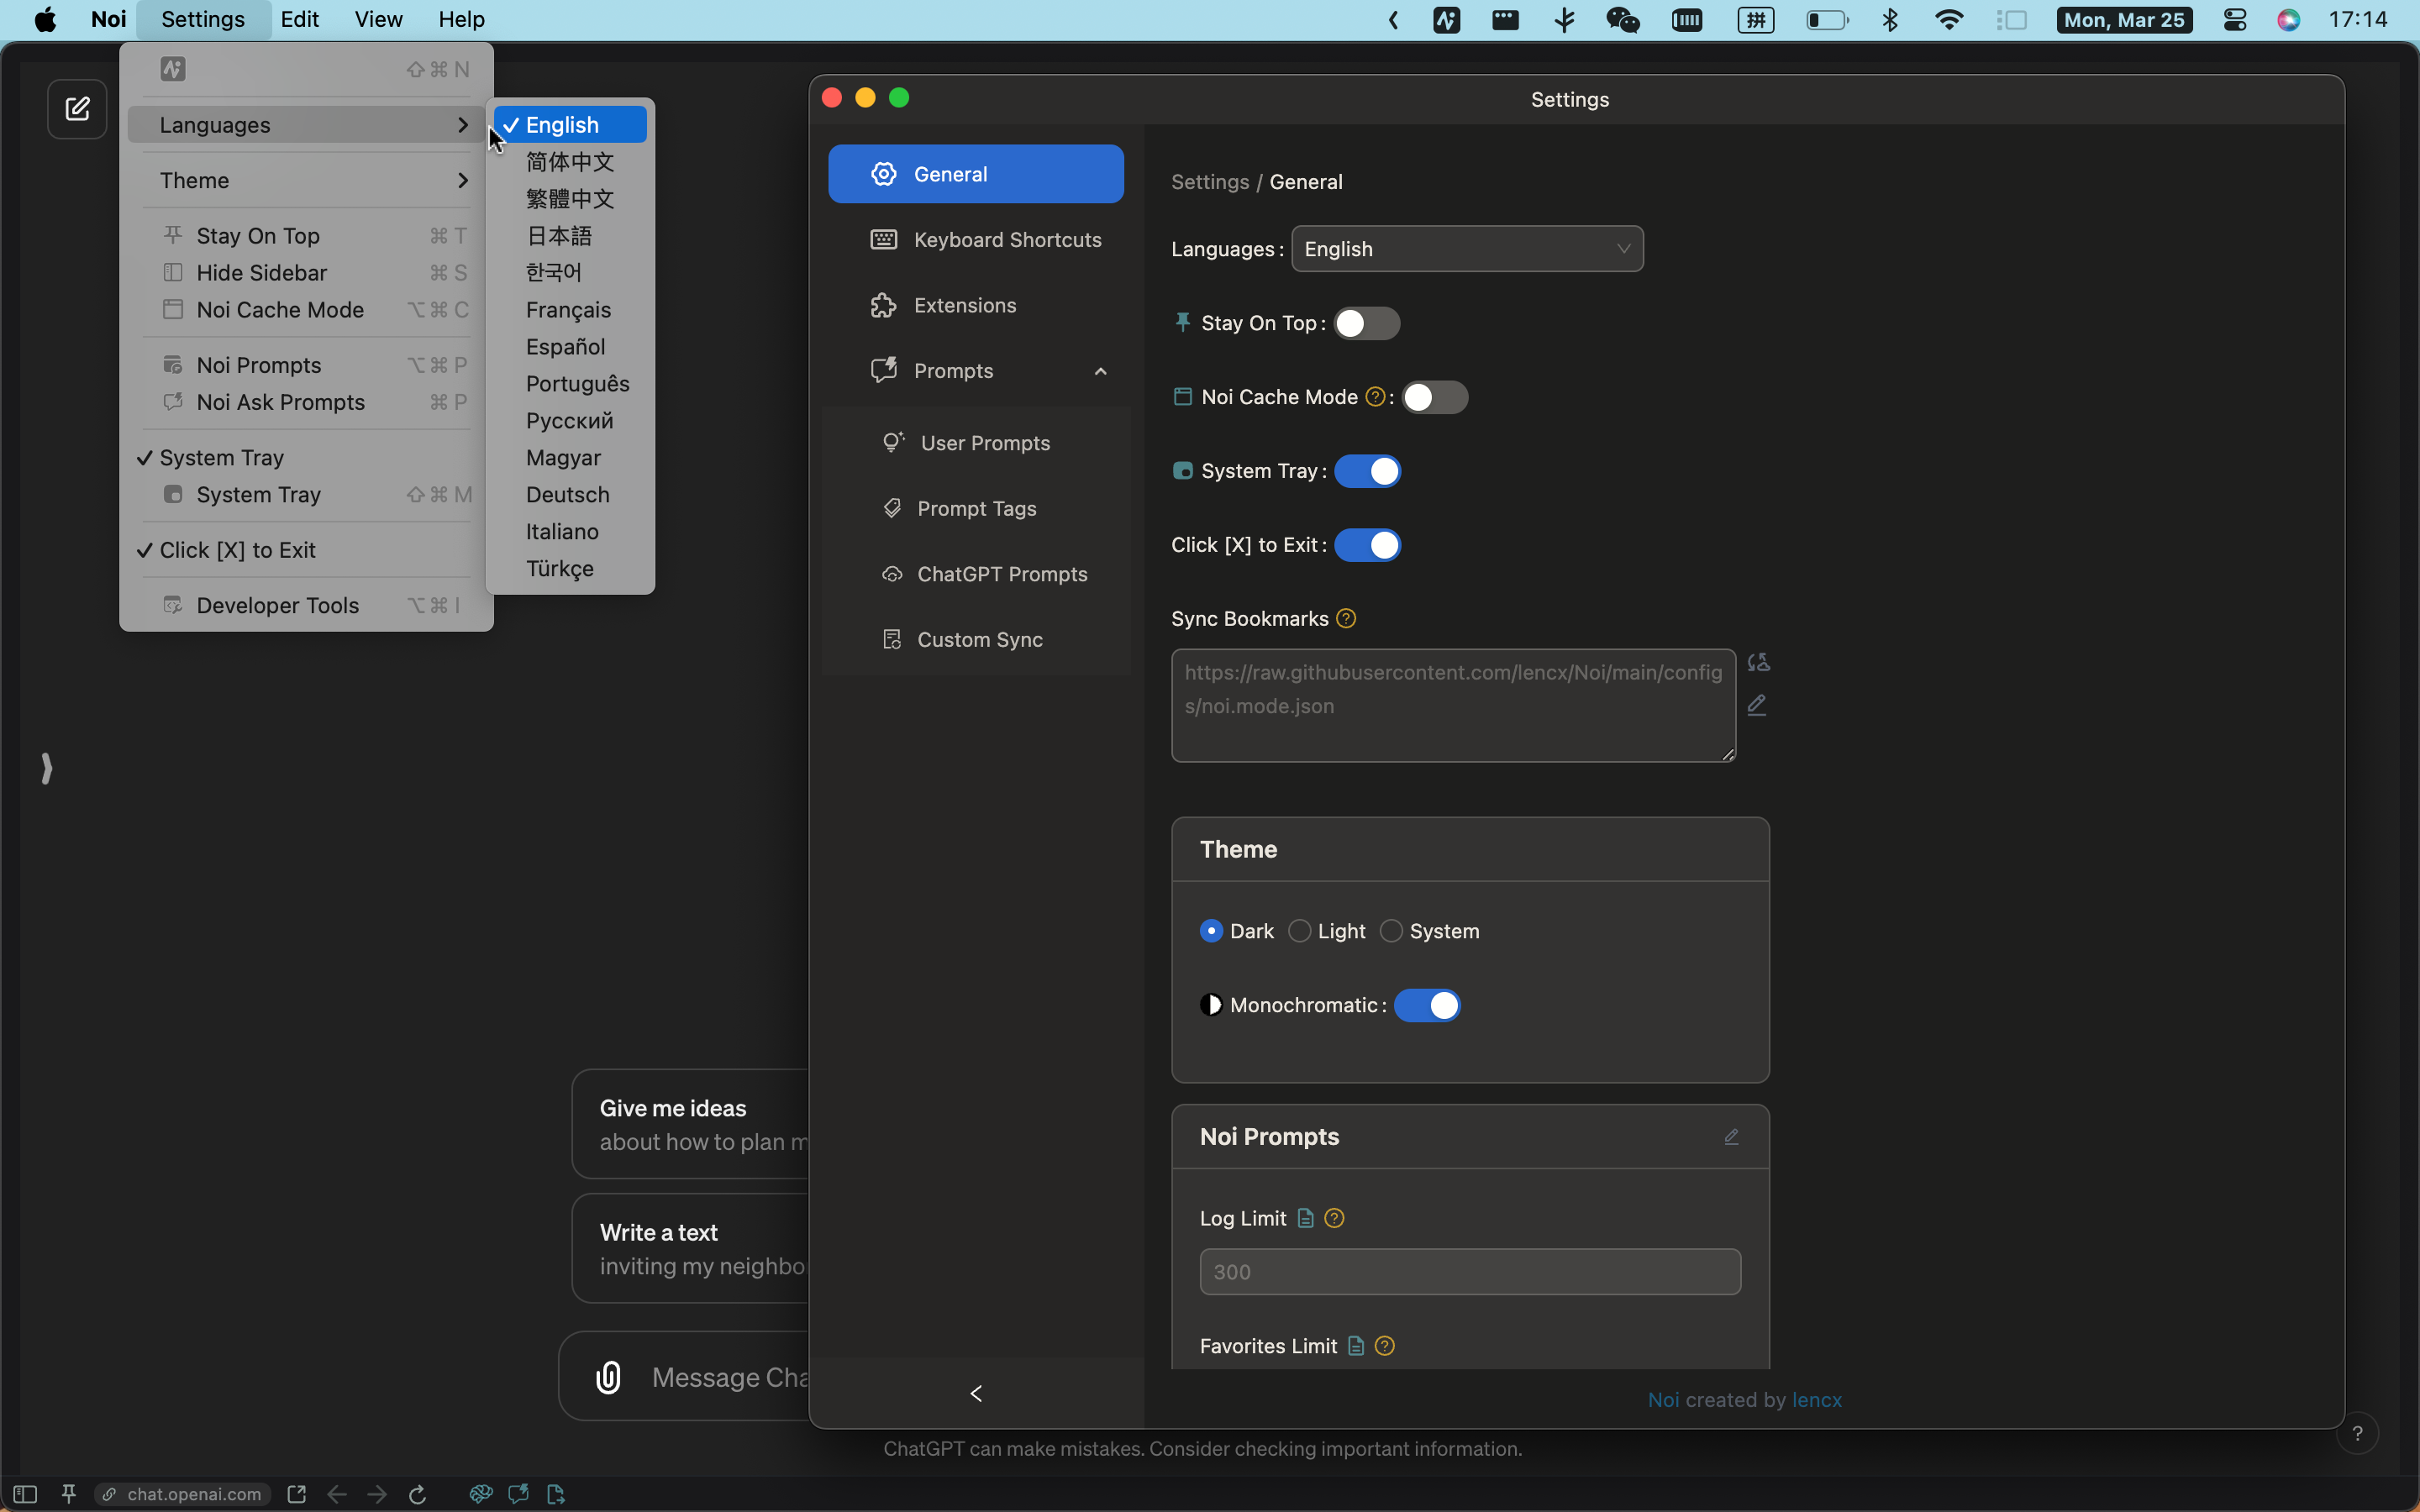 Noi Settings Edit View Help
拼 Mon, Mar 25 17:14
⇧⌘N
Languages
Theme
Stay On Top ⌘T
Hide Sidebar ⌘S
Noi Cache Mode ⌥⌘C
Noi Prompts ⌥⌘P
Noi Ask Prompts ⌘P
✓ System Tray
System Tray ⇧⌘M
✓ Click [X] to Exit
Developer Tools ⌥⌘I
✓ English
简体中文
繁體中文
日本語
한국어
Français
Español
Português
Русский
Magyar
Deutsch
Italiano
Türkçe
Settings
General
Keyboard Shortcuts
Extensions
Prompts
User Prompts
Prompt Tags
ChatGPT Prompts
Custom Sync
Settings / General
Languages: English
Stay On Top:
Noi Cache Mode ?:
System Tray:
Click [X] to Exit:
Sync Bookmarks ?
https://raw.githubusercontent.com/lencx/Noi/main/config
s/noi.mode.json
Theme
Dark Light System
Monochromatic:
Noi Prompts
Log Limit ?
300
Favorites Limit ?
Noi created by lencx
Give me ideas
about how to plan m
Write a text
inviting my neighbo
Message Cha
ChatGPT can make mistakes. Consider checking important information.
?
chat.openai.com